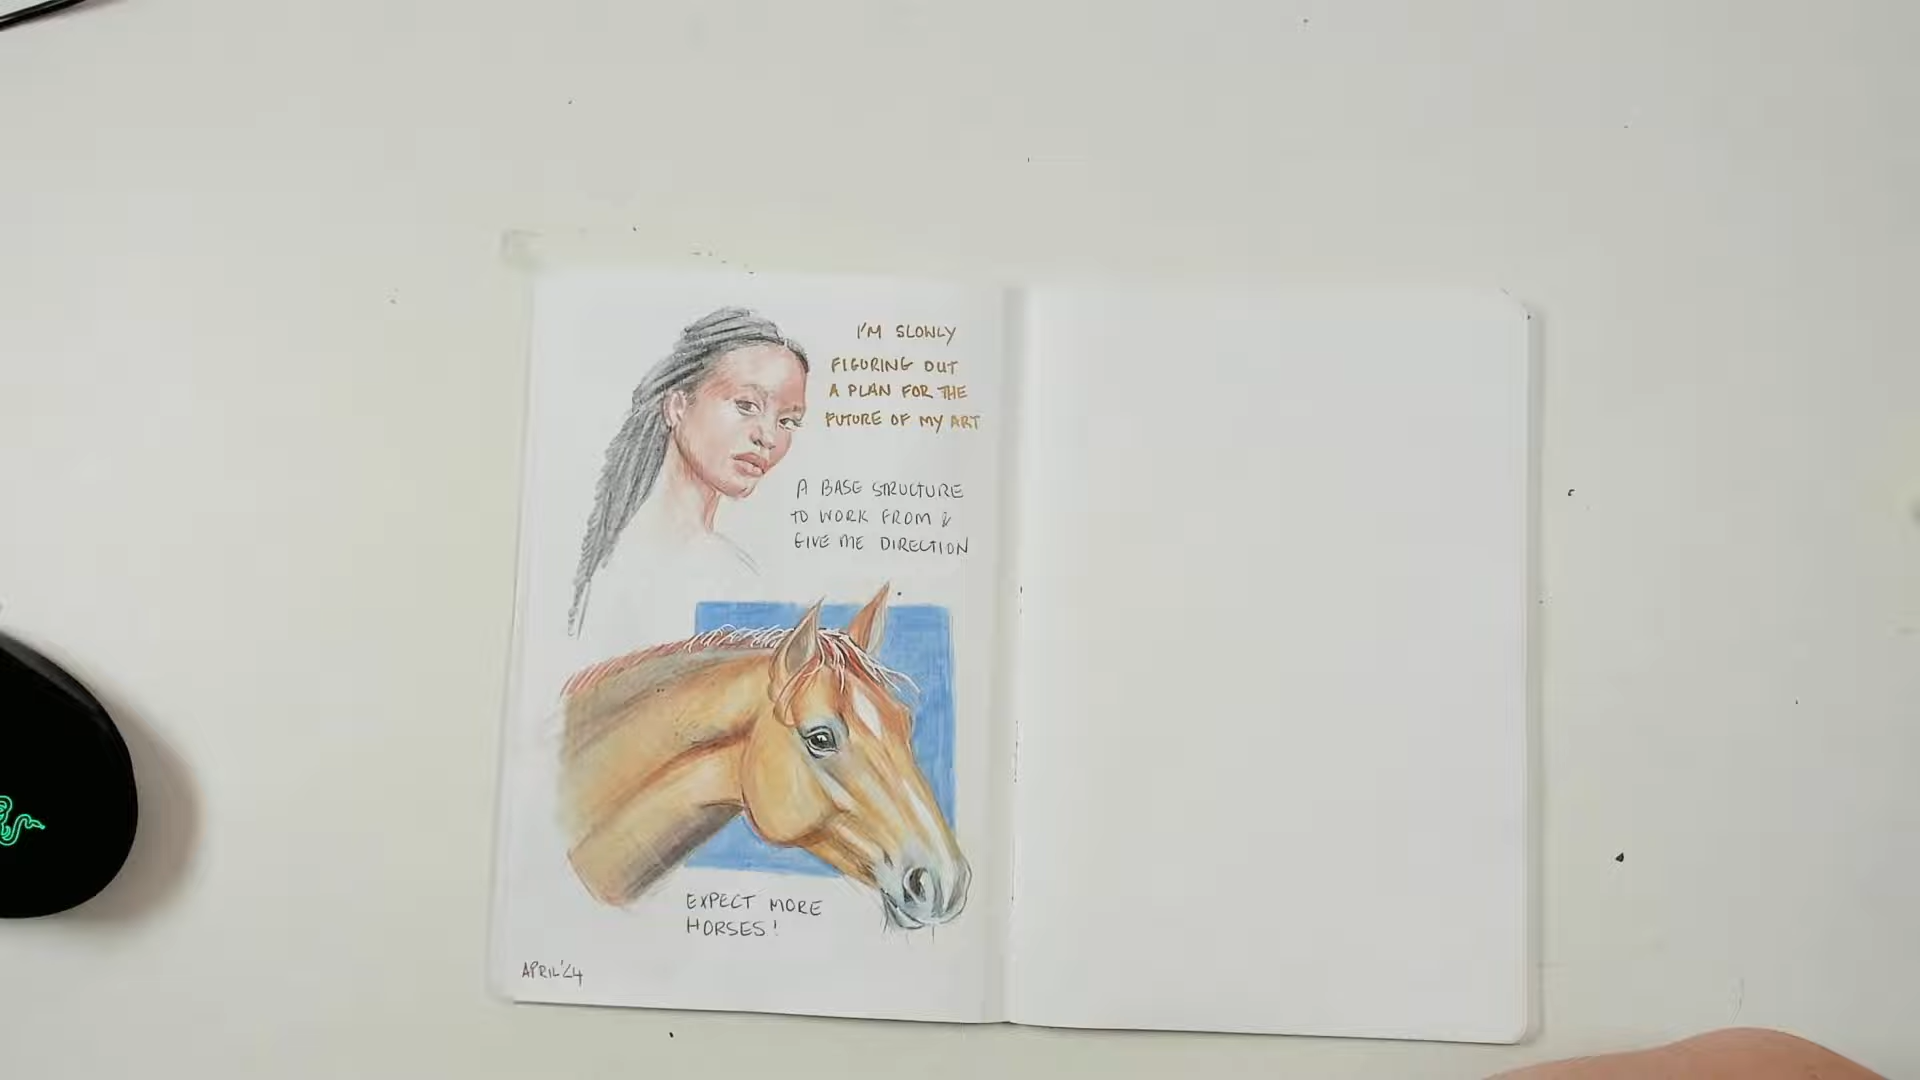 I'M SLOWLY
FIGURING OUT
A PLAN FOR THE
FUTURE OF MY ART
A BASE STRUCTURE
TO WORK FROM &
GIVE ME DIRECTION
EXPECT MORE
HORSES!
APRIL'24